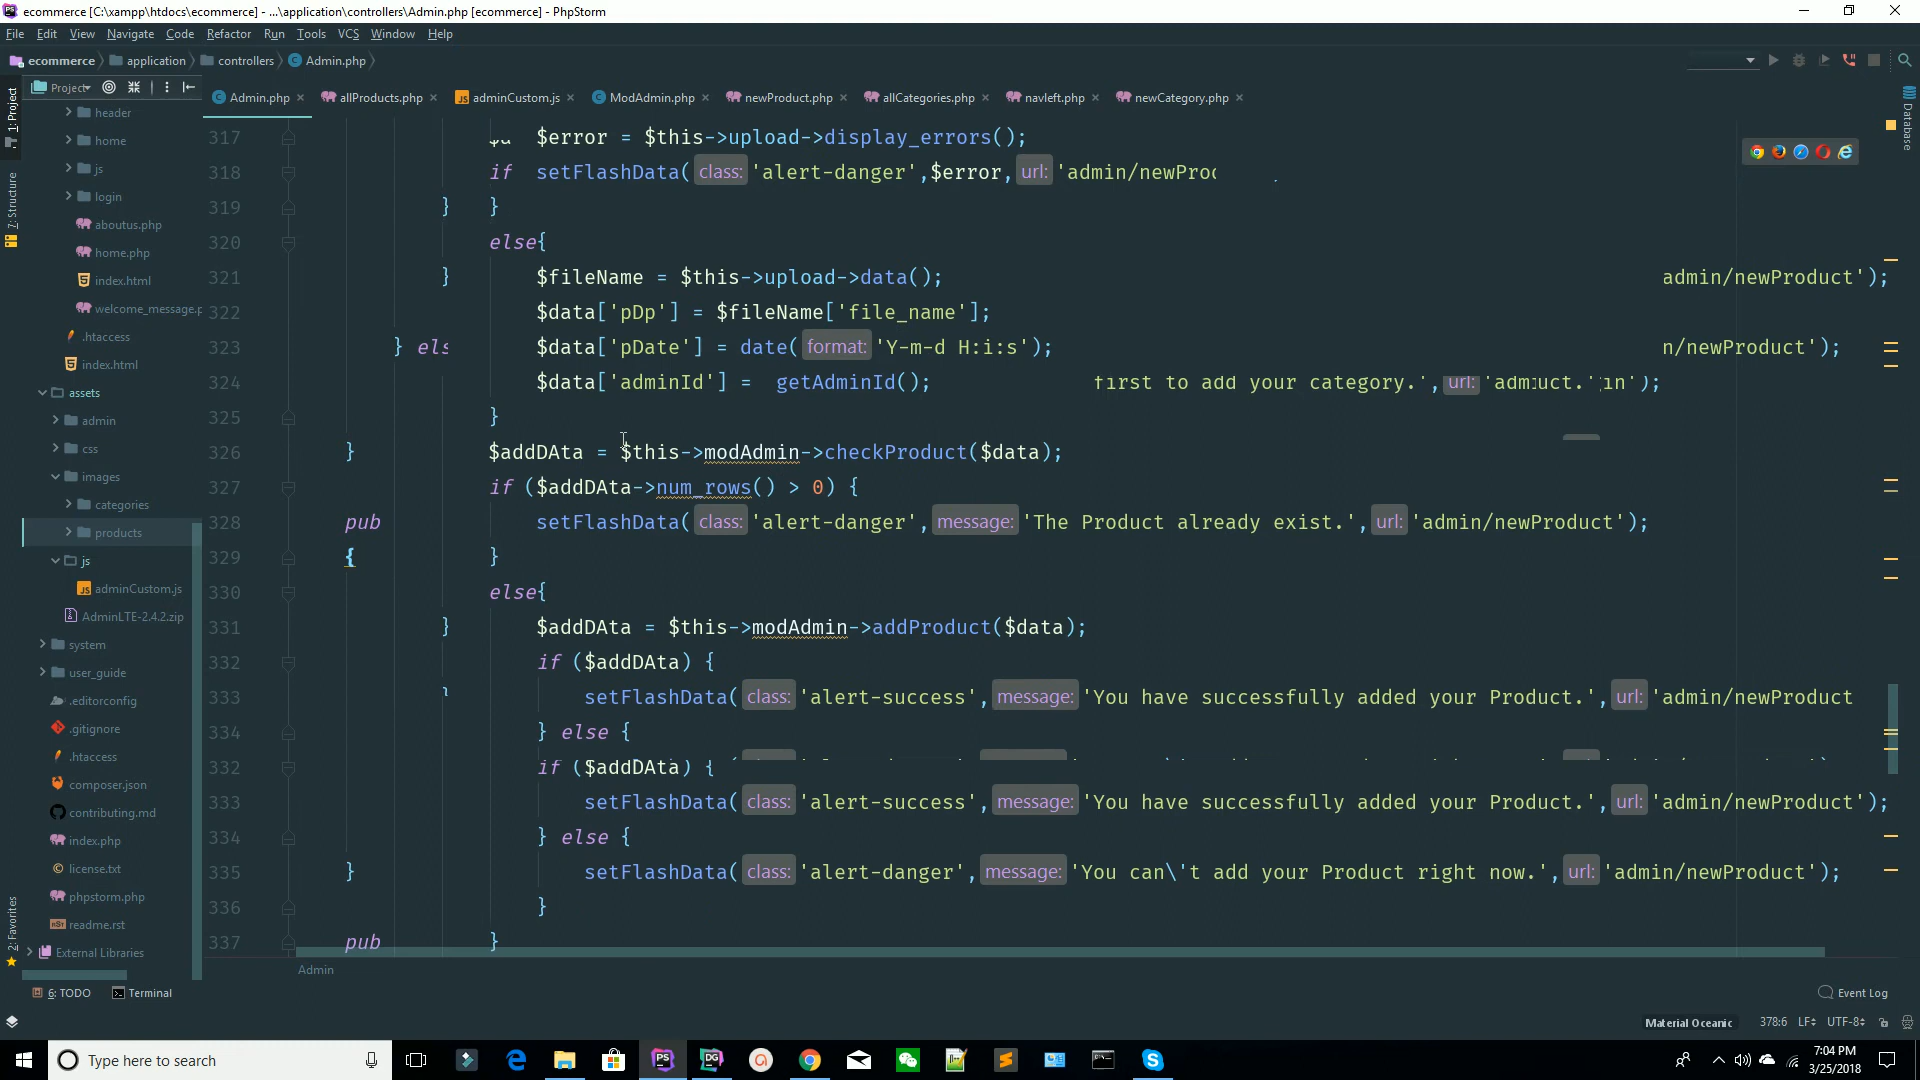 ecommerce [C:\xampp\htdocs\ecommerce] - ...\application\controllers\Admin.php [ecommerce] - PhpStorm
File Edit View Navigate Code Refactor Run Tools VCS Window Help
ecommerce application controllers Admin.php
Project
Admin.php allProducts.php adminCustom.js ModAdmin.php newProduct.php allCategories.php navleft.php newCategory.php
1: Project
7: Structure
2: Favorites
Database
header
home
js
login
aboutus.php
home.php
index.html
welcome_message.p
.htaccess
index.html
assets
admin
css
images
categories
products
js
adminCustom.js
AdminLTE-2.4.2.zip
system
user_guide
.editorconfig
.gitignore
.htaccess
composer.json
contributing.md
index.php
license.txt
phpstorm.php
readme.rst
External Libraries
317 $error = $this->upload->display_errors();
318 if setFlashData( class: 'alert-danger',$error, url: 'admin/newProc
319 } }
320 else{
321 } $fileName = $this->upload->data(); admin/newProduct');
322 $data['pDp'] = $fileName['file_name'];
323 } els $data['pDate'] = date( format: 'Y-m-d H:i:s'); n/newProduct');
324 $data['adminId'] = getAdminId(); first to add your category.', url: 'admiuct.' in');
325 }
326 } $addDAta = $this->modAdmin->checkProduct($data);
327 if ($addDAta->num_rows() > 0) {
328 pub setFlashData( class: 'alert-danger', message: 'The Product already exist.', url: 'admin/newProduct');
329 { }
330 else{
331 } $addDAta = $this->modAdmin->addProduct($data);
332 if ($addDAta) {
333 setFlashData( class: 'alert-success', message: 'You have successfully added your Product.', url: 'admin/newProduct
334 } else {
332 if ($addDAta) {
333 setFlashData( class: 'alert-success', message: 'You have successfully added your Product.', url: 'admin/newProduct');
334 } else {
335 } setFlashData( class: 'alert-danger', message: 'You can\'t add your Product right now.', url: 'admin/newProduct');
336 }
337 pub }
Admin
6: TODO Terminal Event Log
Material Oceanic 378:6 LF UTF-8
Type here to search
7:04 PM
3/25/2018